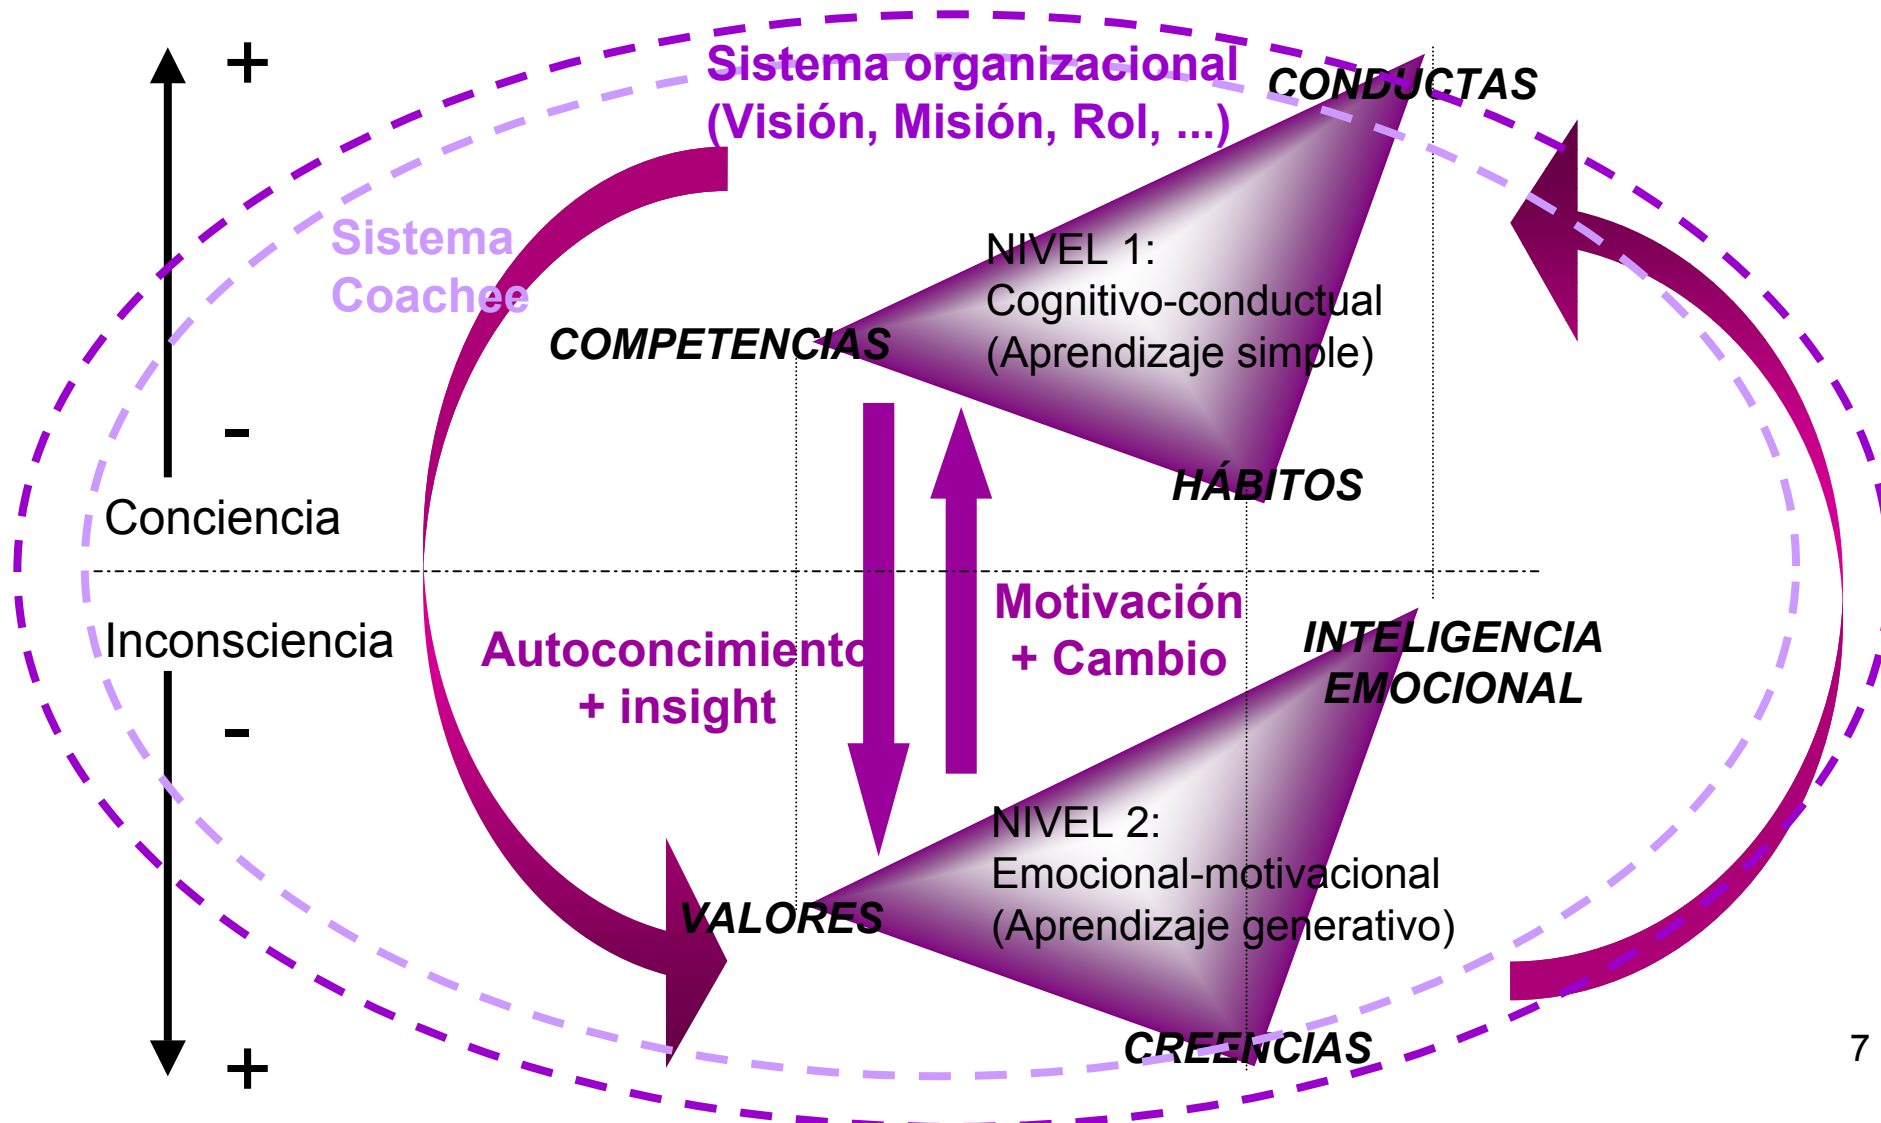 +
Sistema organizacional
(Visión, Misión, Rol, ...)
CONDUCTAS
Sistema
Coachee
NIVEL 1:
Cognitivo-conductual
(Aprendizaje simple)
COMPETENCIAS
-
HÁBITOS
Conciencia
Inconsciencia
Autoconcimiento
+ insight
Motivación
+ Cambio
INTELIGENCIA
EMOCIONAL
-
NIVEL 2:
Emocional-motivacional
(Aprendizaje generativo)
VALORES
CREENCIAS
+
7